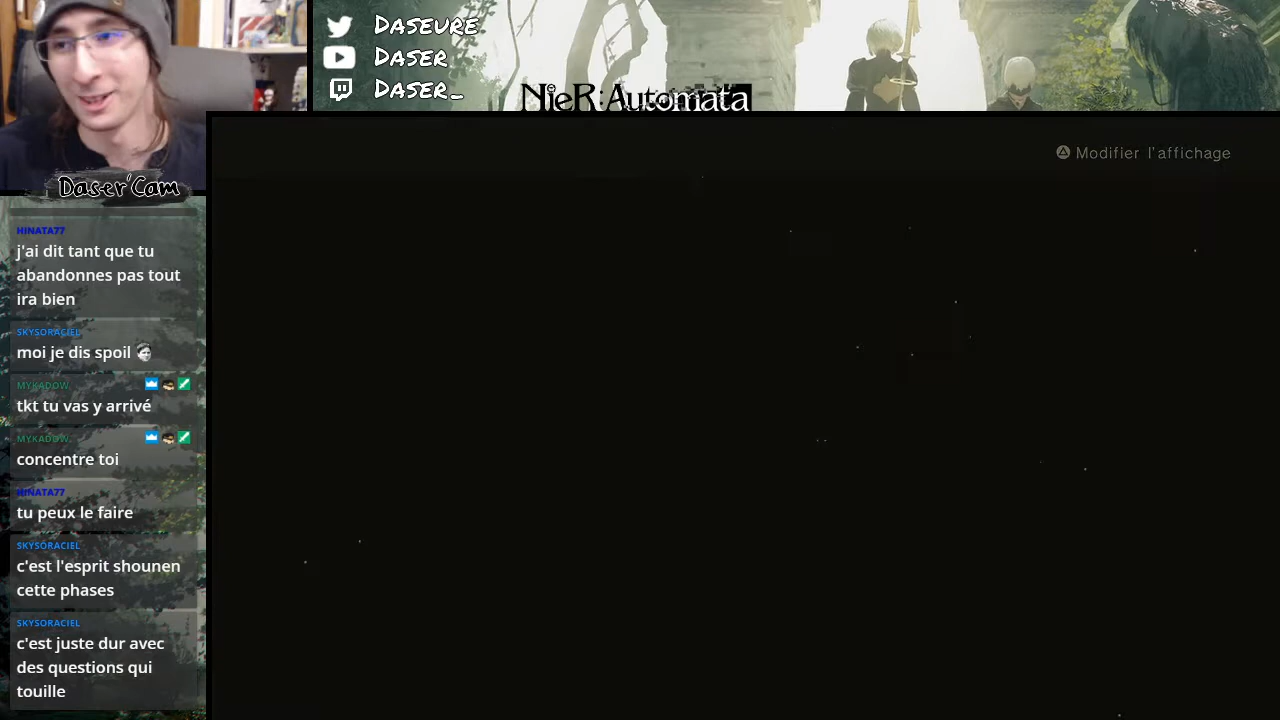 Daseure
Daser
Daser_
NieR:Automata
Modifier l'affichage
Daser'Cam
HINATA77
j'ai dit tant que tu
abandonnes pas tout
ira bien
SKYSORACIEL
moi je dis spoil
MYKADOW_
tkt tu vas y arrivé
MYKADOW_
concentre toi
HINATA77
tu peux le faire
SKYSORACIEL
c'est l'esprit shounen
cette phases
SKYSORACIEL
c'est juste dur avec
des questions qui
touille